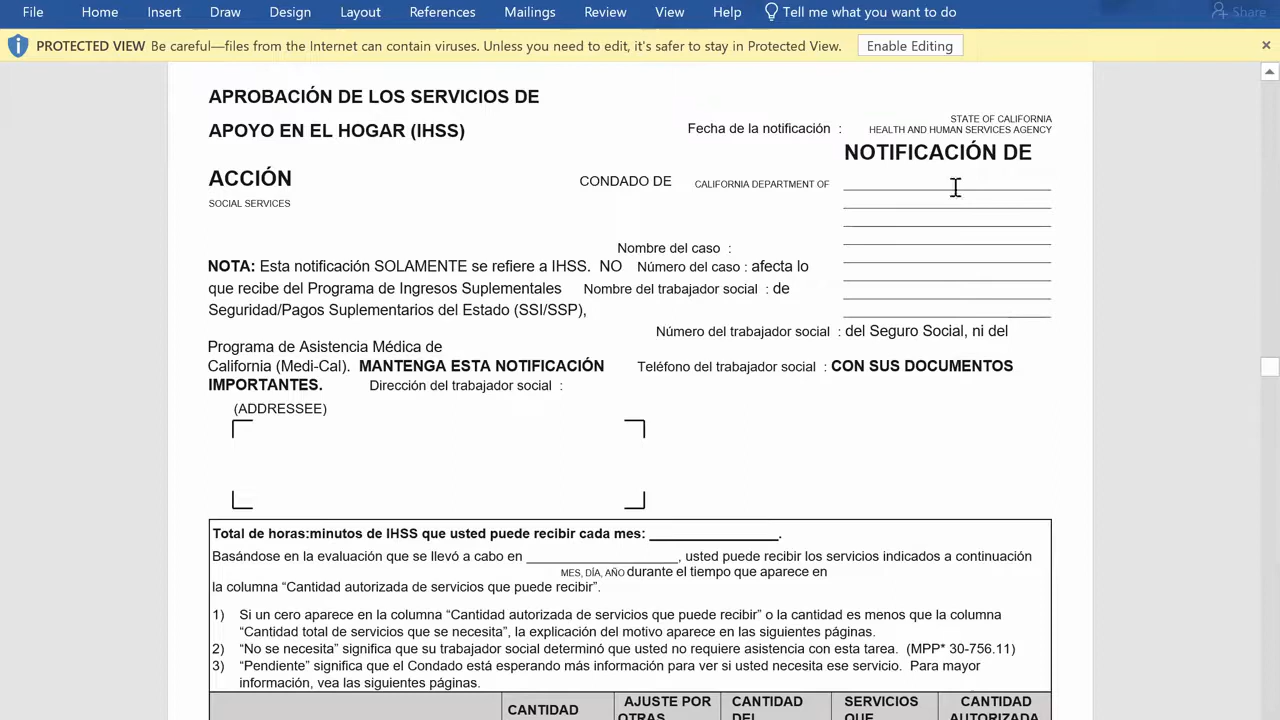 File Home Insert Draw Design Layout References Mailings Review View Help Tell me what you want to do Share
PROTECTED VIEW Be careful—files from the Internet can contain viruses. Unless you need to edit, it's safer to stay in Protected View. Enable Editing
APROBACIÓN DE LOS SERVICIOS DE
STATE OF CALIFORNIA
APOYO EN EL HOGAR (IHSS) Fecha de la notificación : HEALTH AND HUMAN SERVICES AGENCY
NOTIFICACIÓN DE
ACCIÓN CONDADO DE CALIFORNIA DEPARTMENT OF
SOCIAL SERVICES
Nombre del caso :
NOTA: Esta notificación SOLAMENTE se refiere a IHSS. NO Número del caso : afecta lo
que recibe del Programa de Ingresos Suplementales Nombre del trabajador social : de
Seguridad/Pagos Suplementarios del Estado (SSI/SSP),
Número del trabajador social : del Seguro Social, ni del
Programa de Asistencia Médica de
California (Medi-Cal). MANTENGA ESTA NOTIFICACIÓN Teléfono del trabajador social : CON SUS DOCUMENTOS
IMPORTANTES. Dirección del trabajador social :
(ADDRESSEE)
Total de horas:minutos de IHSS que usted puede recibir cada mes: _________________.
Basándose en la evaluación que se llevó a cabo en ____________________, usted puede recibir los servicios indicados a continuación
MES, DÍA, AÑO durante el tiempo que aparece en
la columna “Cantidad autorizada de servicios que puede recibir”.
1) Si un cero aparece en la columna “Cantidad autorizada de servicios que puede recibir” o la cantidad es menos que la columna
“Cantidad total de servicios que se necesita”, la explicación del motivo aparece en las siguientes páginas.
2) “No se necesita” significa que su trabajador social determinó que usted no requiere asistencia con esta tarea. (MPP* 30-756.11)
3) “Pendiente” significa que el Condado está esperando más información para ver si usted necesita ese servicio. Para mayor
información, vea las siguientes páginas.
AJUSTE POR CANTIDAD SERVICIOS CANTIDAD
CANTIDAD OTRAS DEL QUE AUTORIZADA